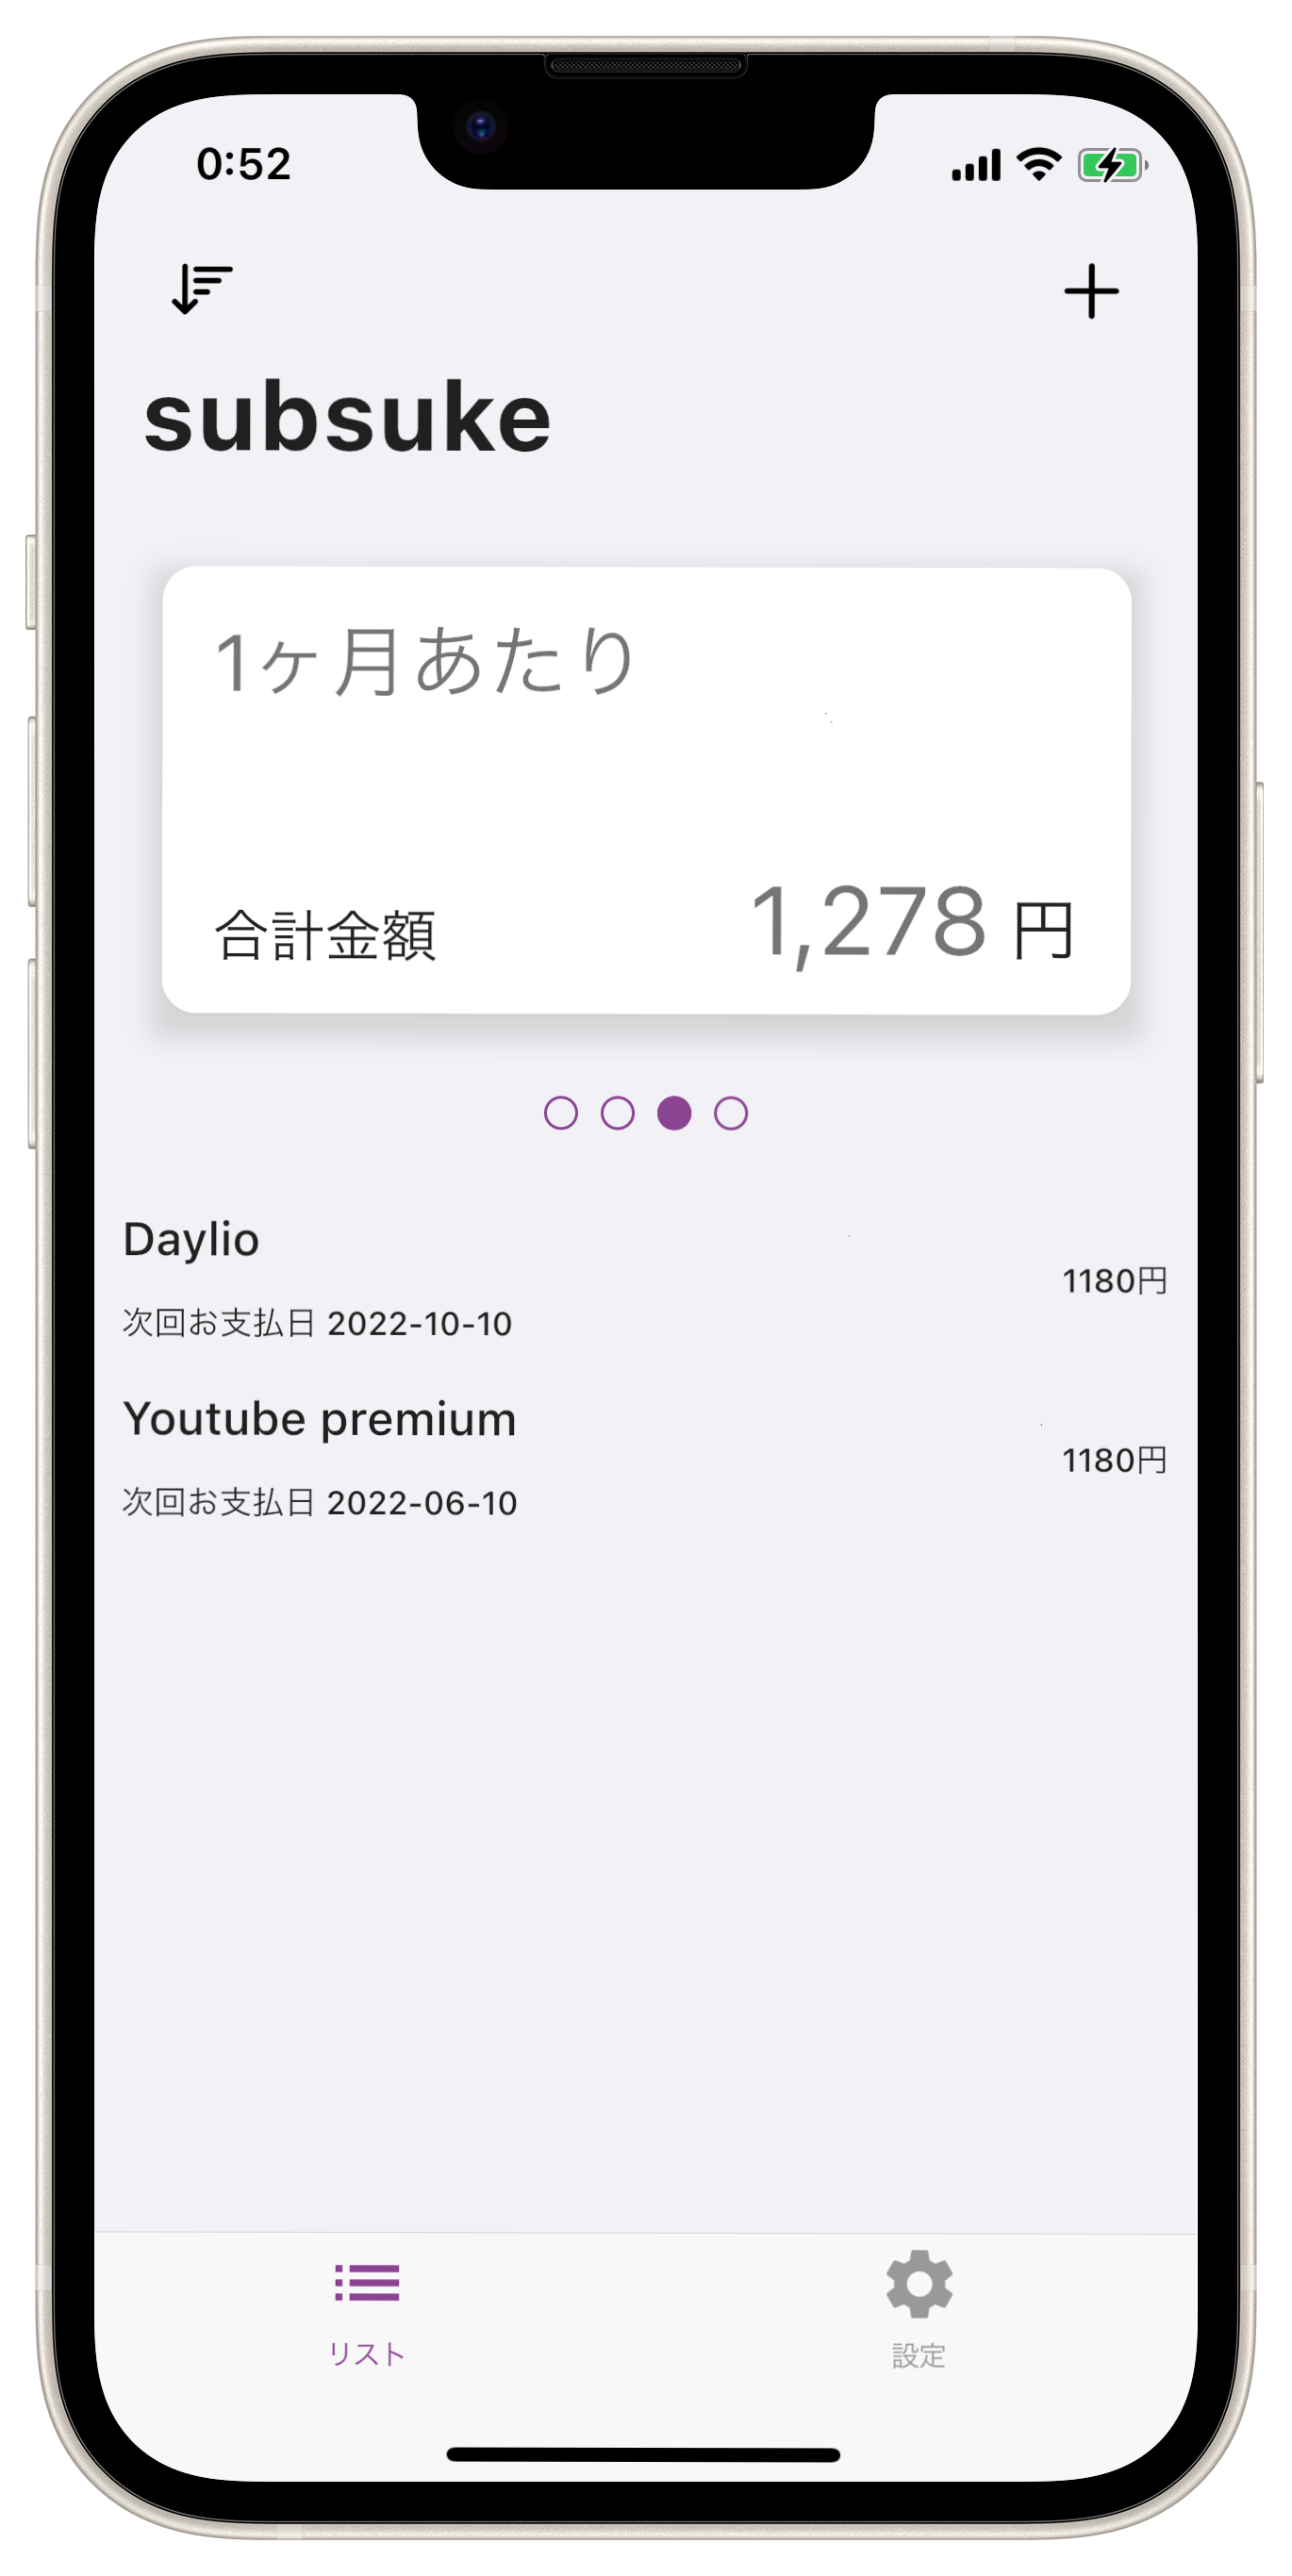 0:52
subsuke
1ヶ月あたり
合計金額 1,278 円
Daylio
1180円
次回お支払日 2022-10-10
Youtube premium
1180円
次回お支払日 2022-06-10
リスト 設定